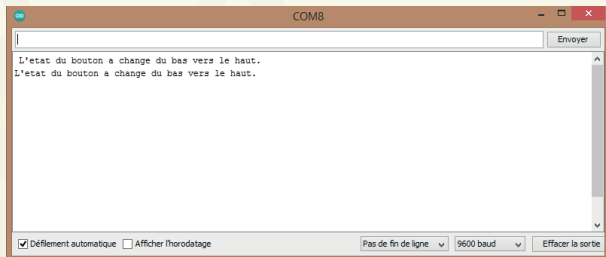 COM8
Envoyer
L'etat du bouton a change du bas vers le haut.
L'etat du bouton a change du bas vers le haut.
Défilement automatique Afficher l'horodatage Pas de fin de ligne 9600 baud Effacer la sortie